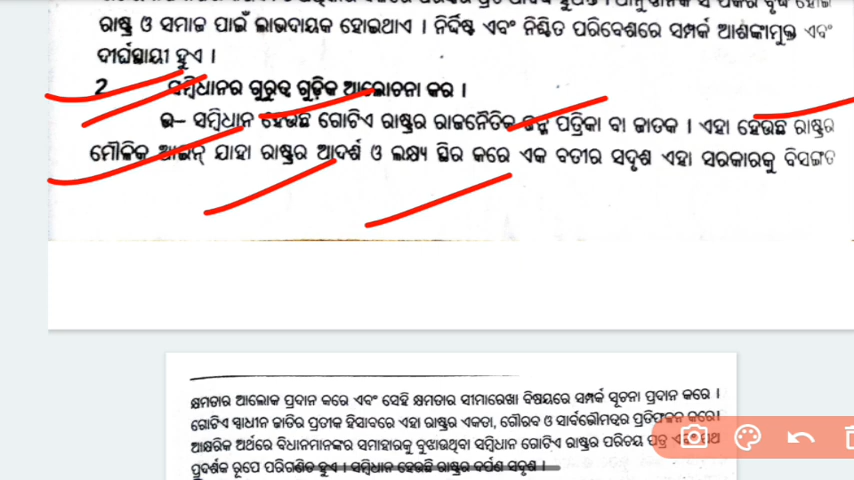 ରାଷ୍ଟ୍ର ଓ ସମାଜ ପାଇଁ ଲାଭଦାୟକ ହୋଇଥାଏ । ନିର୍ଦ୍ଦିଷ୍ଟ ଏବଂ ନିଶ୍ଚିତ ପରିବେଶରେ ସମ୍ପର୍କ ଆଶଙ୍କାମୁକ୍ତ ଏବଂ
ଦୀର୍ଘସ୍ଥାୟୀ ହୁଏ ।
2 ସମ୍ବିଧାନର ଗୁରୁତ୍ୱ ଗୁଡ଼ିକ ଆଲୋଚନା କର ।
ଉ– ସମ୍ବିଧାନ ହେଉଛି ଗୋଟିଏ ରାଷ୍ଟ୍ରର ରାଜନୈତିକ ଜନ୍ମ ପତ୍ରିକା ବା ଜାତକ । ଏହା ହେଉଛି ରାଷ୍ଟ୍ରର
ମୌଳିକ ଆଇନ୍ ଯାହା ରାଷ୍ଟ୍ରର ଆଦର୍ଶ ଓ ଲକ୍ଷ୍ୟ ସ୍ଥିର କରେ ଏକ ବତୀଘର ସଦୃଶ ଏହା ସରକାରକୁ ବିସଙ୍ଗତ
କ୍ଷମତାର ଆଲୋକ ପ୍ରଦାନ କରେ ଏବଂ ସେହି କ୍ଷମତାର ସୀମାରେଖା ବିଷୟରେ ସମ୍ପର୍କ ସୂଚନା ପ୍ରଦାନ କରେ ।
ଗୋଟିଏ ସ୍ୱାଧୀନ ଜାତିର ପ୍ରତୀକ ହିସାବରେ ଏହା ରାଷ୍ଟ୍ରର ଏକତା, ଗୌରବ ଓ ସାର୍ବଭୌମତ୍ୱର ପ୍ରତିଫଳନ କରେ।
ଆକ୍ଷରିକ ଅର୍ଥରେ ବିଧାନମାନଙ୍କର ସମାହାରକୁ ବୁଝାଉଥିବା ସମ୍ବିଧାନ ଗୋଟିଏ ରାଷ୍ଟ୍ରର ପରିଚୟ ପତ୍ର
ପ୍ରଦର୍ଶକ ରୂପେ ପରିଗଣିତ ହୁଏ । ସମ୍ବିଧାନ ହେଉଛି ରାଷ୍ଟ୍ରର ଦର୍ପଣ ସଦୃଶ ।